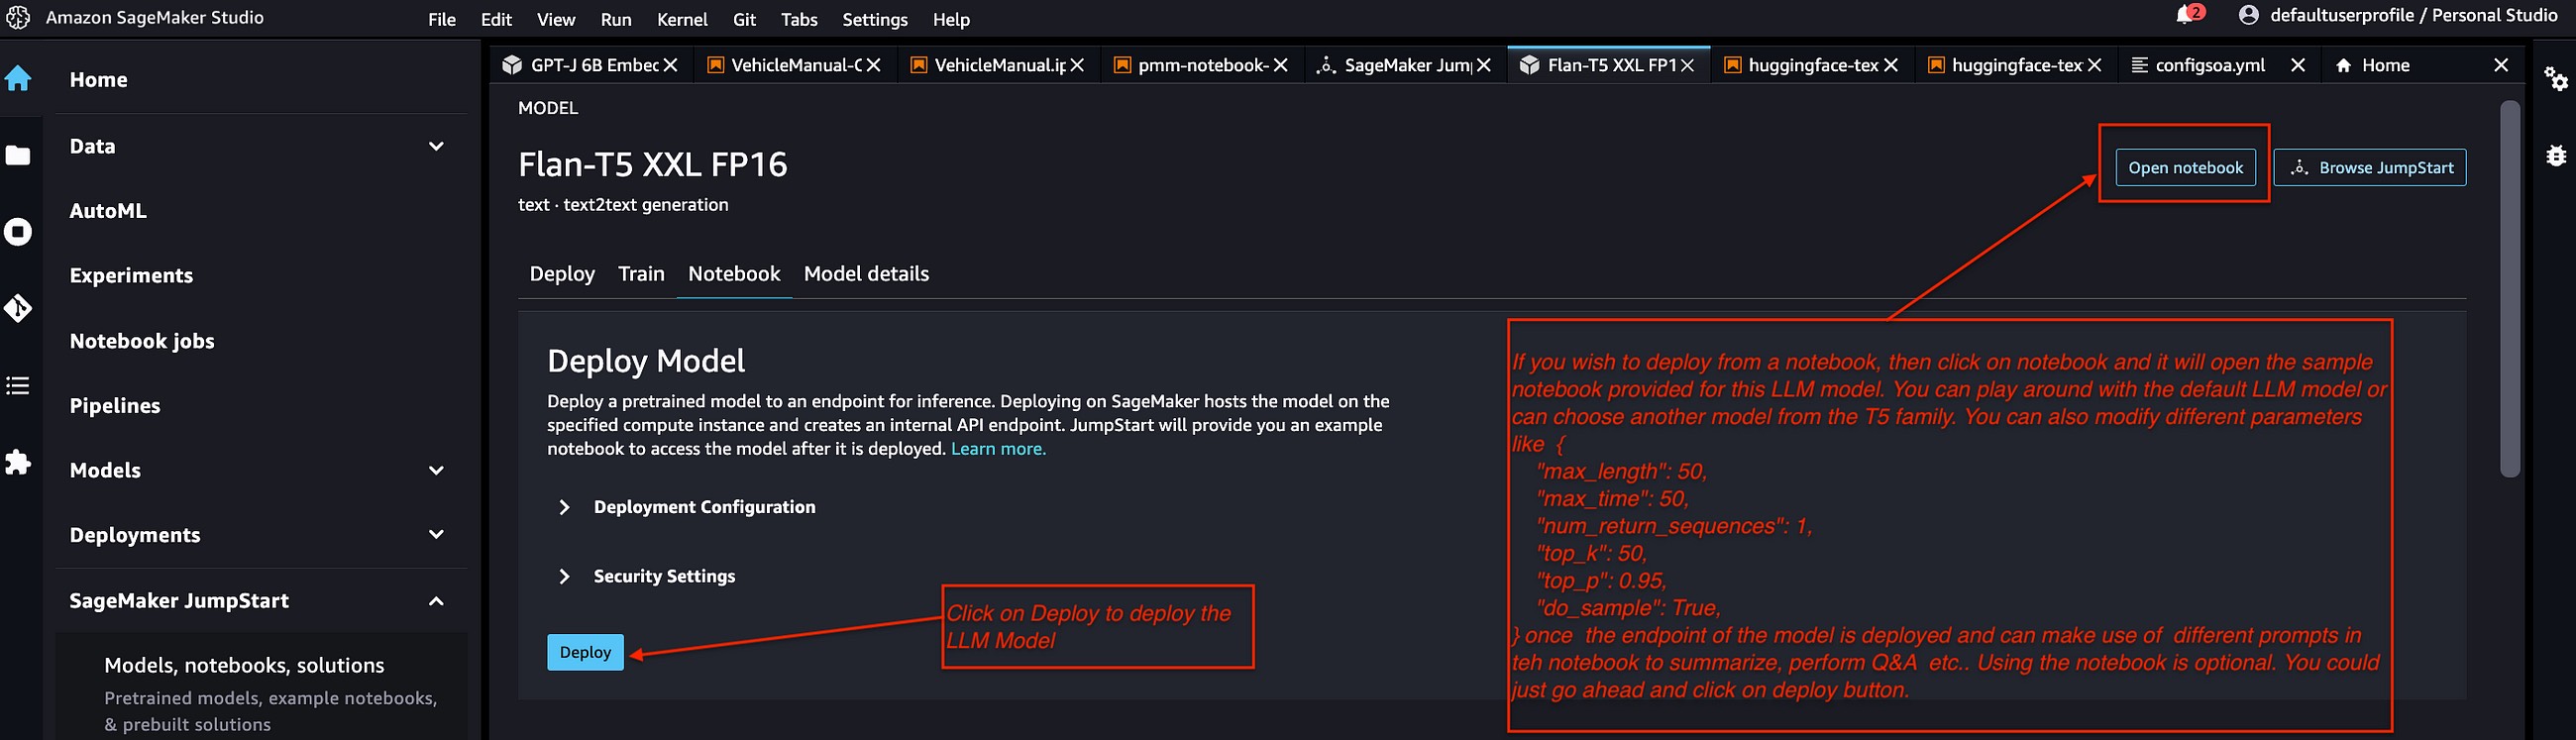 Amazon SageMaker Studio
File Edit View Run Kernel Git Tabs Settings Help
2
defaultuserprofile / Personal Studio
Home
Data
AutoML
Experiments
Notebook jobs
Pipelines
Models
Deployments
SageMaker JumpStart
Models, notebooks, solutions
Pretrained models, example notebooks,
& prebuilt solutions
GPT-J 6B Embec VehicleManual-C VehicleManual.ip pmm-notebook- SageMaker Jum Flan-T5 XXL FP1 huggingface-tex huggingface-tex configsoa.yml Home
MODEL
Flan-T5 XXL FP16
text · text2text generation
Open notebook
Browse JumpStart
Deploy Train Notebook Model details
Deploy Model
Deploy a pretrained model to an endpoint for inference. Deploying on SageMaker hosts the model on the
specified compute instance and creates an internal API endpoint. JumpStart will provide you an example
notebook to access the model after it is deployed. Learn more.
Deployment Configuration
Security Settings
Deploy
Click on Deploy to deploy the
LLM Model
If you wish to deploy from a notebook, then click on notebook and it will open the sample
notebook provided for this LLM model. You can play around with the default LLM model or
can choose another model from the T5 family. You can also modify different parameters
like {
"max_length": 50,
"max_time": 50,
"num_return_sequences": 1,
"top_k": 50,
"top_p": 0.95,
"do_sample": True,
} once the endpoint of the model is deployed and can make use of different prompts in
teh notebook to summarize, perform Q&A etc.. Using the notebook is optional. You could
just go ahead and click on deploy button.